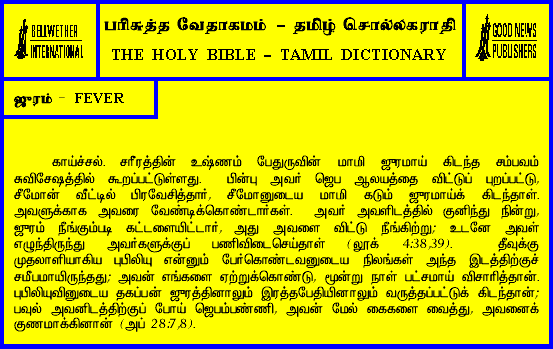 BELLWETHER
INTERNATIONAL
பரிசுத்த வேதாகமம் - தமிழ் சொல்லகராதி
THE HOLY BIBLE - TAMIL DICTIONARY
GOOD NEWS
PUBLISHERS
ஜுரம் - FEVER
காய்ச்சல். சரீரத்தின் உஷ்ணம் பேதுருவின் மாமி ஜுரமாய் கிடந்த சம்பவம்
சுவிசேஷத்தில் கூறப்பட்டுள்ளது. பின்பு அவர் ஜெப ஆலயத்தை விட்டுப் புறப்பட்டு,
சீமோன் வீட்டில் பிரவேசித்தார், சீமோனுடைய மாமி கடும் ஜுரமாய்க் கிடந்தாள்.
அவளுக்காக அவரை வேண்டிக்கொண்டார்கள். அவர் அவளிடத்தில் குனிந்து நின்று,
ஜுரம் நீங்கும்படி கட்டளையிட்டார், அது அவளை விட்டு நீங்கிற்று; உடனே அவள்
எழுந்திருந்து அவர்களுக்குப் பணிவிடைசெய்தாள் (லூக் 4:38,39). தீவுக்கு
முதலாளியாகிய புபிலியு என்னும் பேர்கொண்டவனுடைய நிலங்கள் அந்த இடத்திற்குச்
சமீபமாயிருந்தது; அவன் எங்களை ஏற்றுக்கொண்டு, மூன்று நாள் பட்சமாய் விசாரித்தான்.
புபிலியுவினுடைய தகப்பன் ஜுரத்தினாலும் இரத்தபேதியினாலும் வருத்தப்பட்டுக் கிடந்தான்;
பவுல் அவனிடத்திற்குப் போய் ஜெபம்பண்ணி, அவன் மேல் கைகளை வைத்து, அவனைக்
குணமாக்கினான் (அப் 28:7,8).